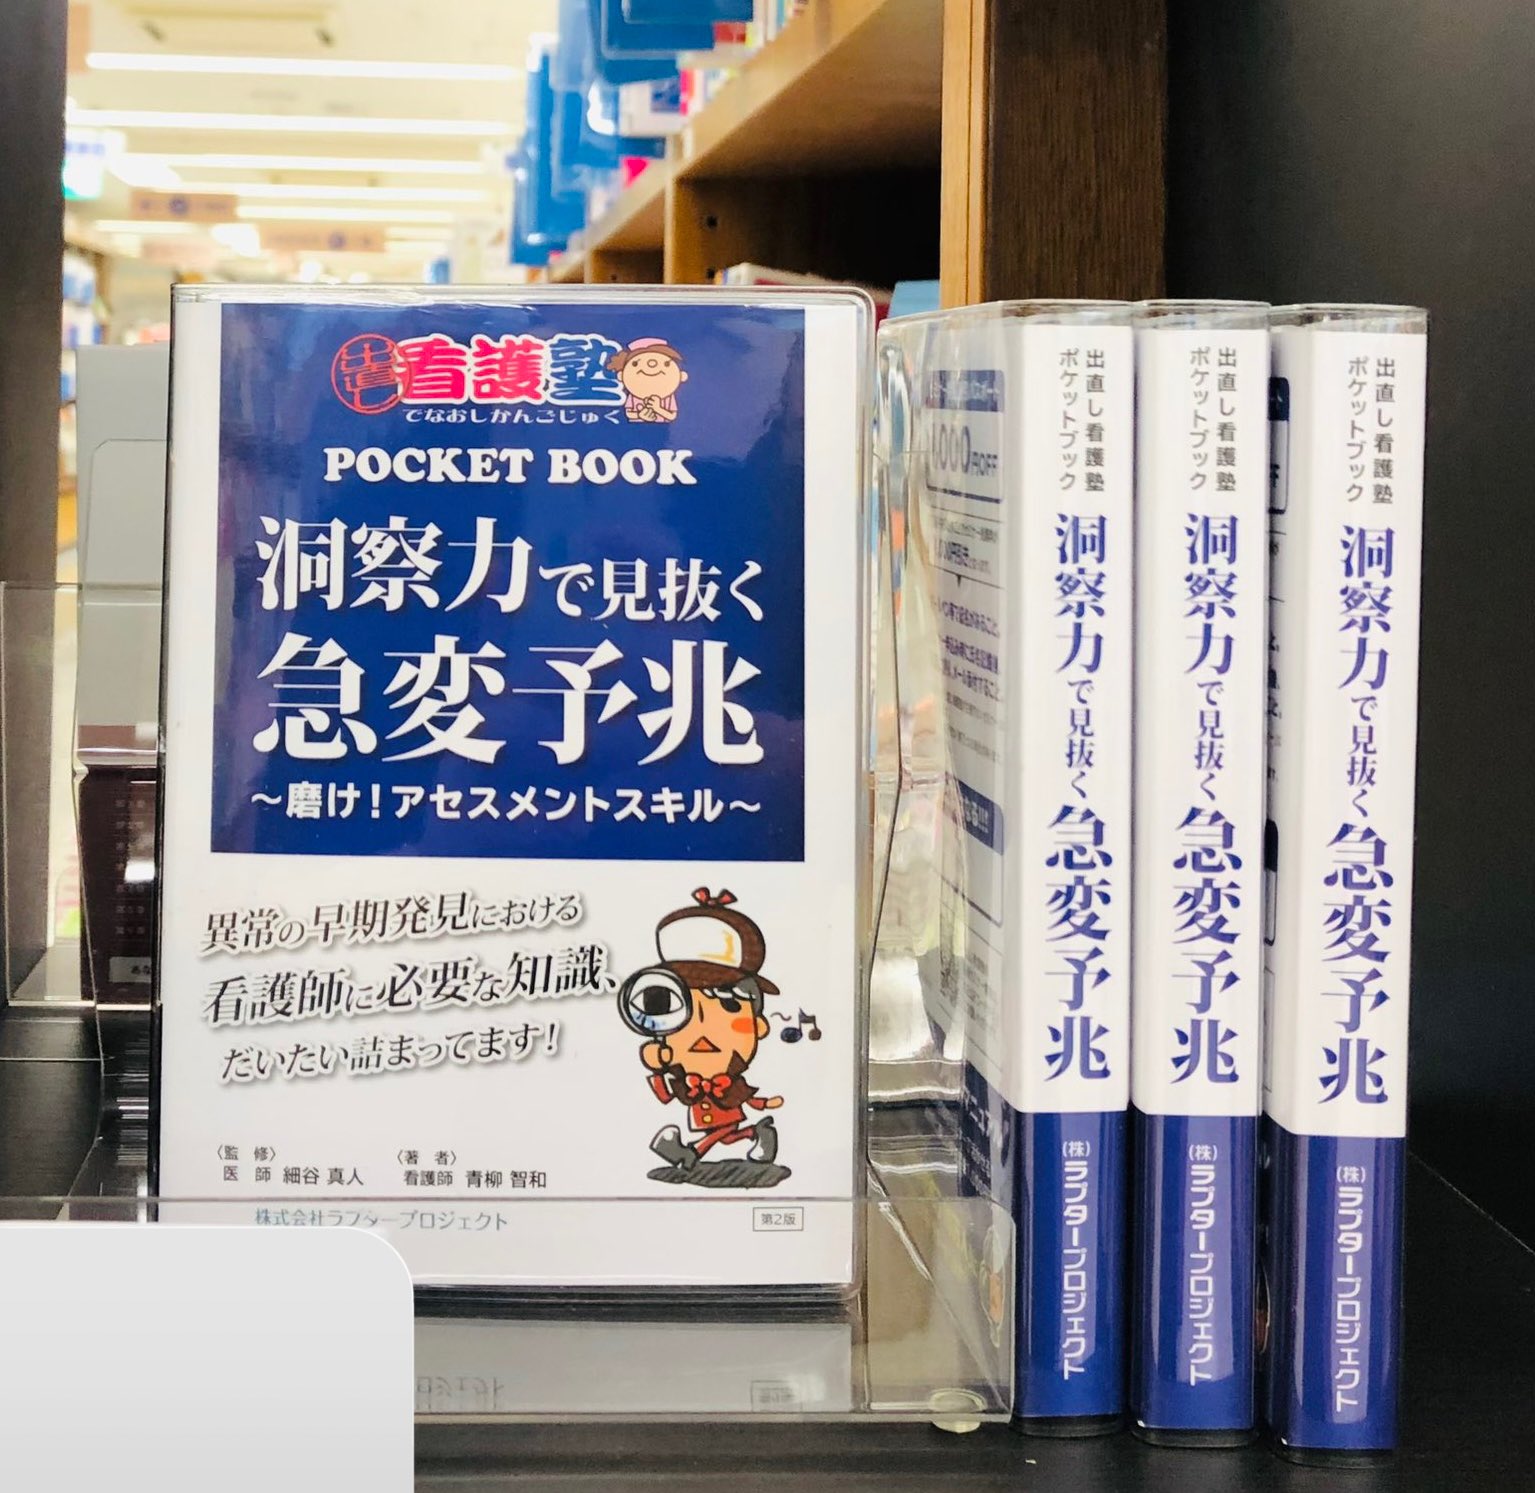 出直し看護塾
でなおしかんごじゅく
POCKET BOOK
洞察力で見抜く
急変予兆
～磨け！アセスメントスキル～
異常の早期発見における
看護師に必要な知識、
だいたい詰まってます！
〈監 修〉
医 師 細谷 真人
〈著 者〉
看護師 青柳 智和
株式会社ラプタープロジェクト
第2版
出直し看護塾
ポケットブック
洞察力で見抜く急変予兆
(株)ラプタープロジェクト
出直し看護塾
ポケットブック
洞察力で見抜く急変予兆
(株)ラプタープロジェクト
出直し看護塾
ポケットブック
洞察力で見抜く急変予兆
(株)ラプタープロジェクト